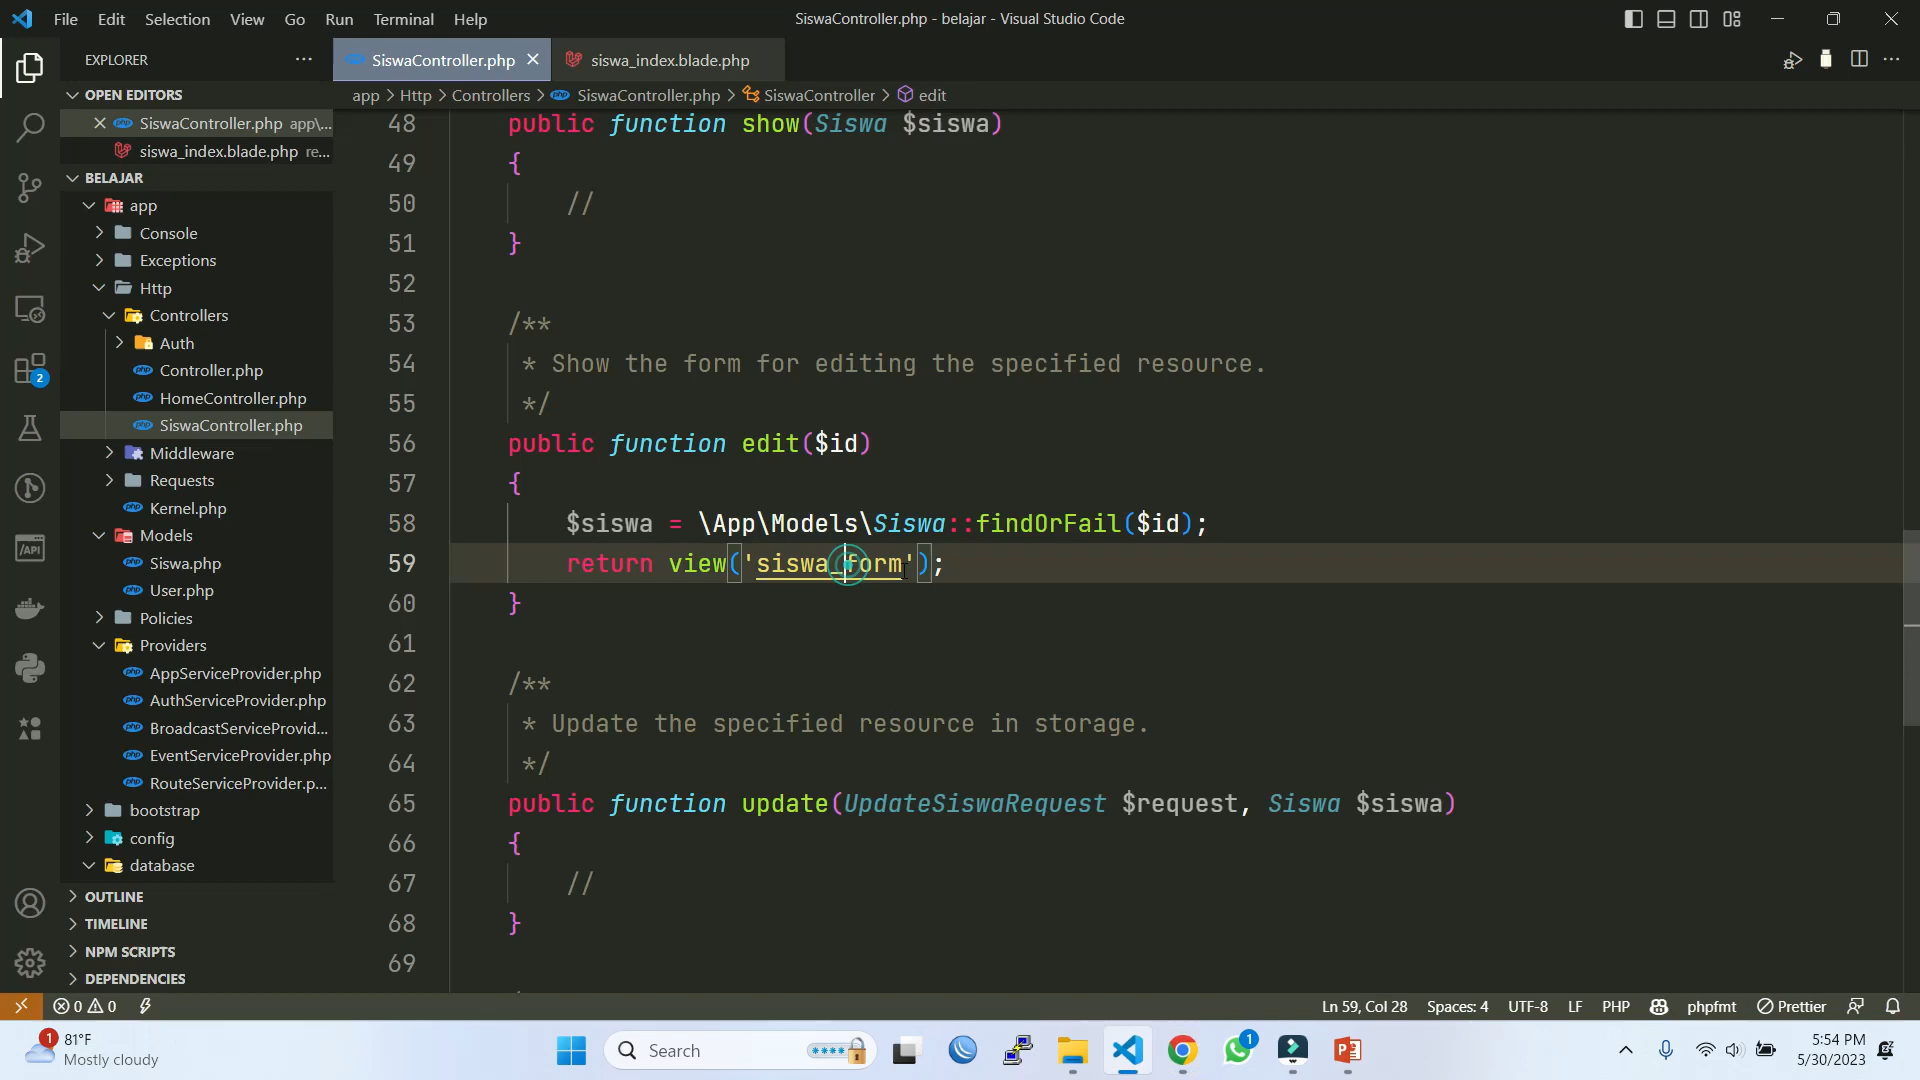 File Edit Selection View Go Run Terminal Help
SiswaController.php - belajar - Visual Studio Code
EXPLORER
SiswaController.php
siswa_index.blade.php
OPEN EDITORS
SiswaController.php app\...
siswa_index.blade.php re...
BELAJAR
app
Console
Exceptions
Http
Controllers
Auth
Controller.php
HomeController.php
SiswaController.php
Middleware
Requests
Kernel.php
Models
Siswa.php
User.php
Policies
Providers
AppServiceProvider.php
AuthServiceProvider.php
BroadcastServiceProvid...
EventServiceProvider.php
RouteServiceProvider.p...
bootstrap
config
database
OUTLINE
TIMELINE
NPM SCRIPTS
DEPENDENCIES
2
app > Http > Controllers > SiswaController.php > SiswaController > edit
48 public function show(Siswa $siswa)
49 {
50 //
51 }
52
53 /**
54 * Show the form for editing the specified resource.
55 */
56 public function edit($id)
57 {
58 $siswa = \App\Models\Siswa::findOrFail($id);
59 return view('siswa_form');
60 }
61
62 /**
63 * Update the specified resource in storage.
64 */
65 public function update(UpdateSiswaRequest $request, Siswa $siswa)
66 {
67 //
68 }
69
0 0
Ln 59, Col 28 Spaces: 4 UTF-8 LF PHP phpfmt Prettier
1
81°F
Mostly cloudy
Search
1
5:54 PM
5/30/2023